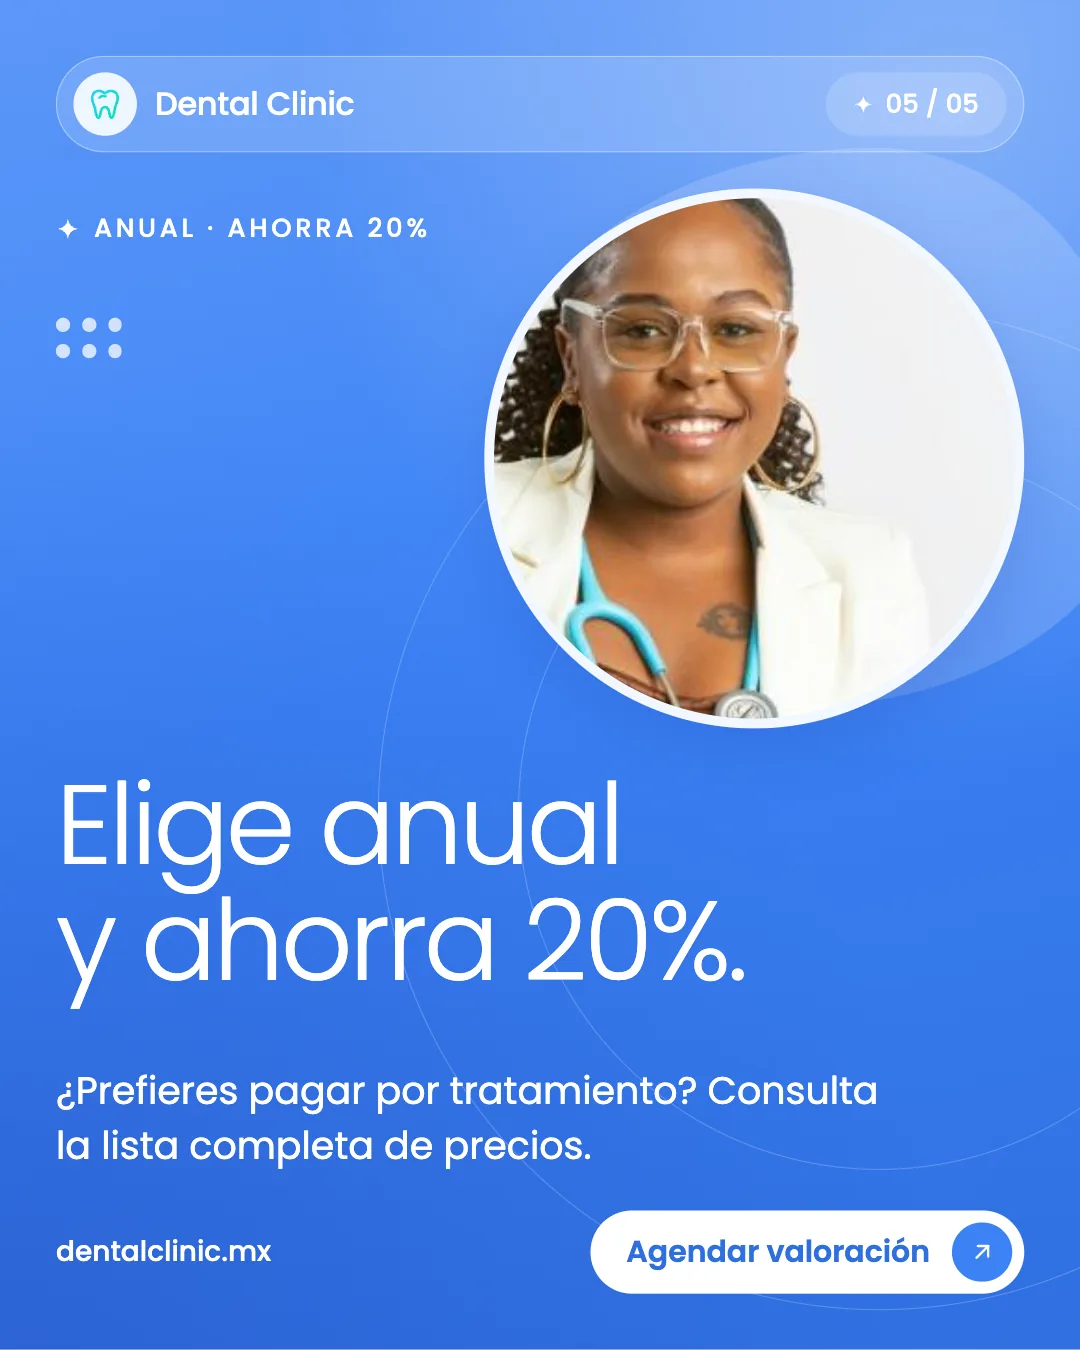 Dental Clinic
✦ 05 / 05
✦ ANUAL · AHORRA 20%
Elige anual
y ahorra 20%.
¿Prefieres pagar por tratamiento? Consulta
la lista completa de precios.
dentalclinic.mx
Agendar valoración